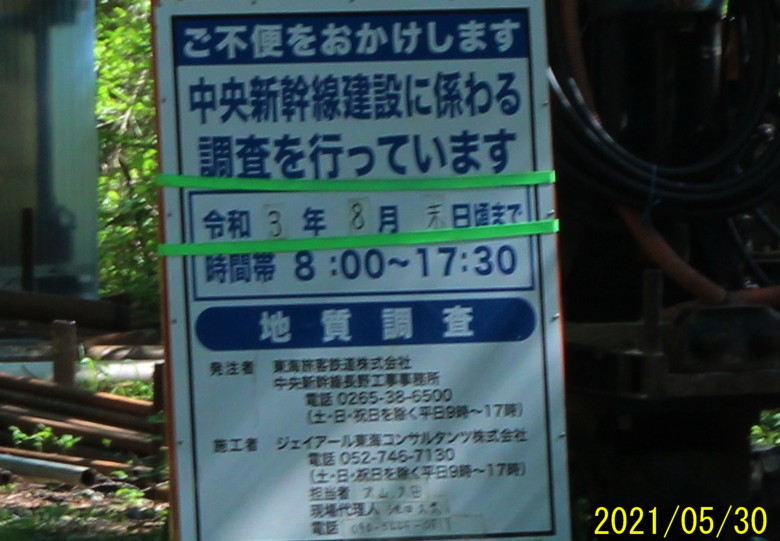 ご不便をおかけします
中央新幹線建設に係わる
調査を行っています
令和 3 年 8 月 末 日頃まで
時間帯 8:00〜17:30
地質調査
発注者 東海旅客鉄道株式会社
中央新幹線長野工事事務所
電話 0265-38-6500
(土・日・祝日を除く平日9時〜17時)
施工者 ジェイアール東海コンサルタンツ株式会社
電話 052-746-7130
(土・日・祝日を除く平日9時〜17時)
担当者
現場代理人
電話
2021/05/30